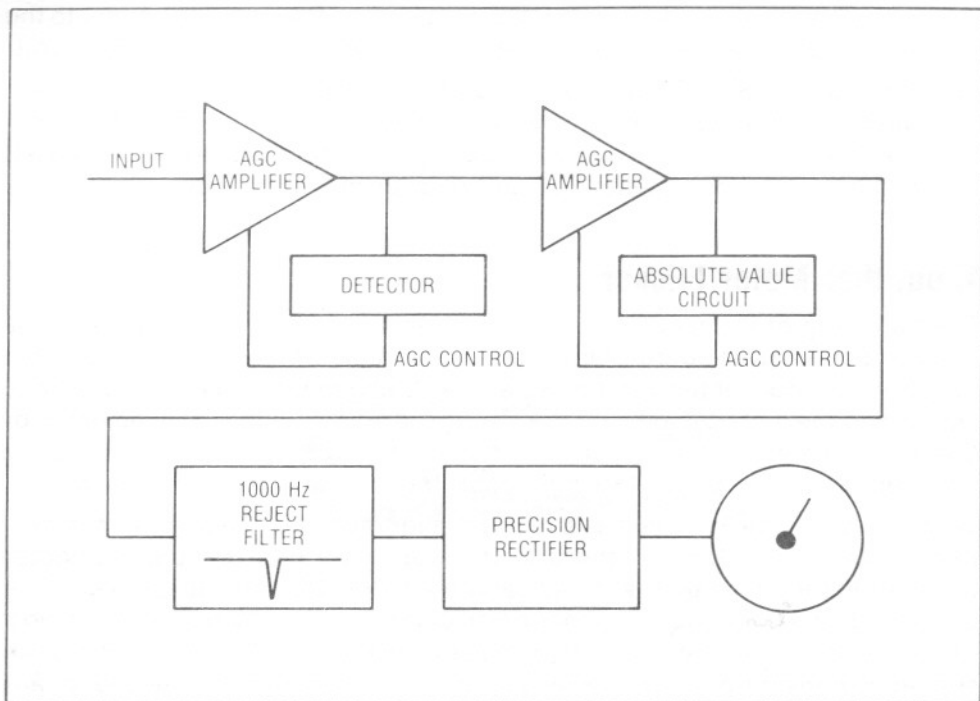 INPUT
AGC
AMPLIFIER
AGC
AMPLIFIER
DETECTOR
ABSOLUTE VALUE
CIRCUIT
AGC CONTROL
AGC CONTROL
1000 Hz
REJECT
FILTER
PRECISION
RECTIFIER